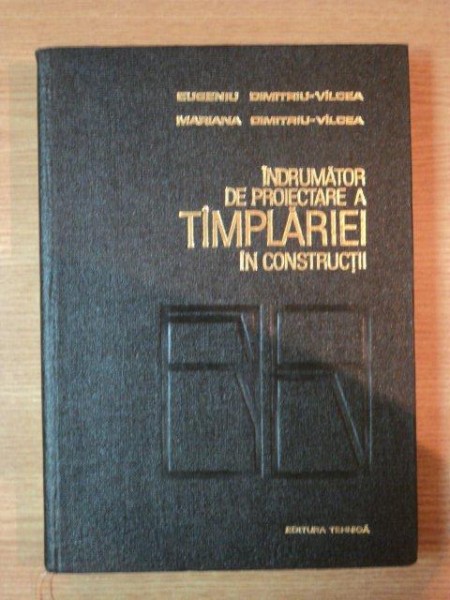 EUGENIU DIMITRIU-VÎLCEA
MARIANA DIMITRIU-VÎLCEA
ÎNDRUMĂTOR
DE PROIECTARE A
TÎMPLĂRIEI
ÎN CONSTRUCȚII
EDITURA TEHNICĂ